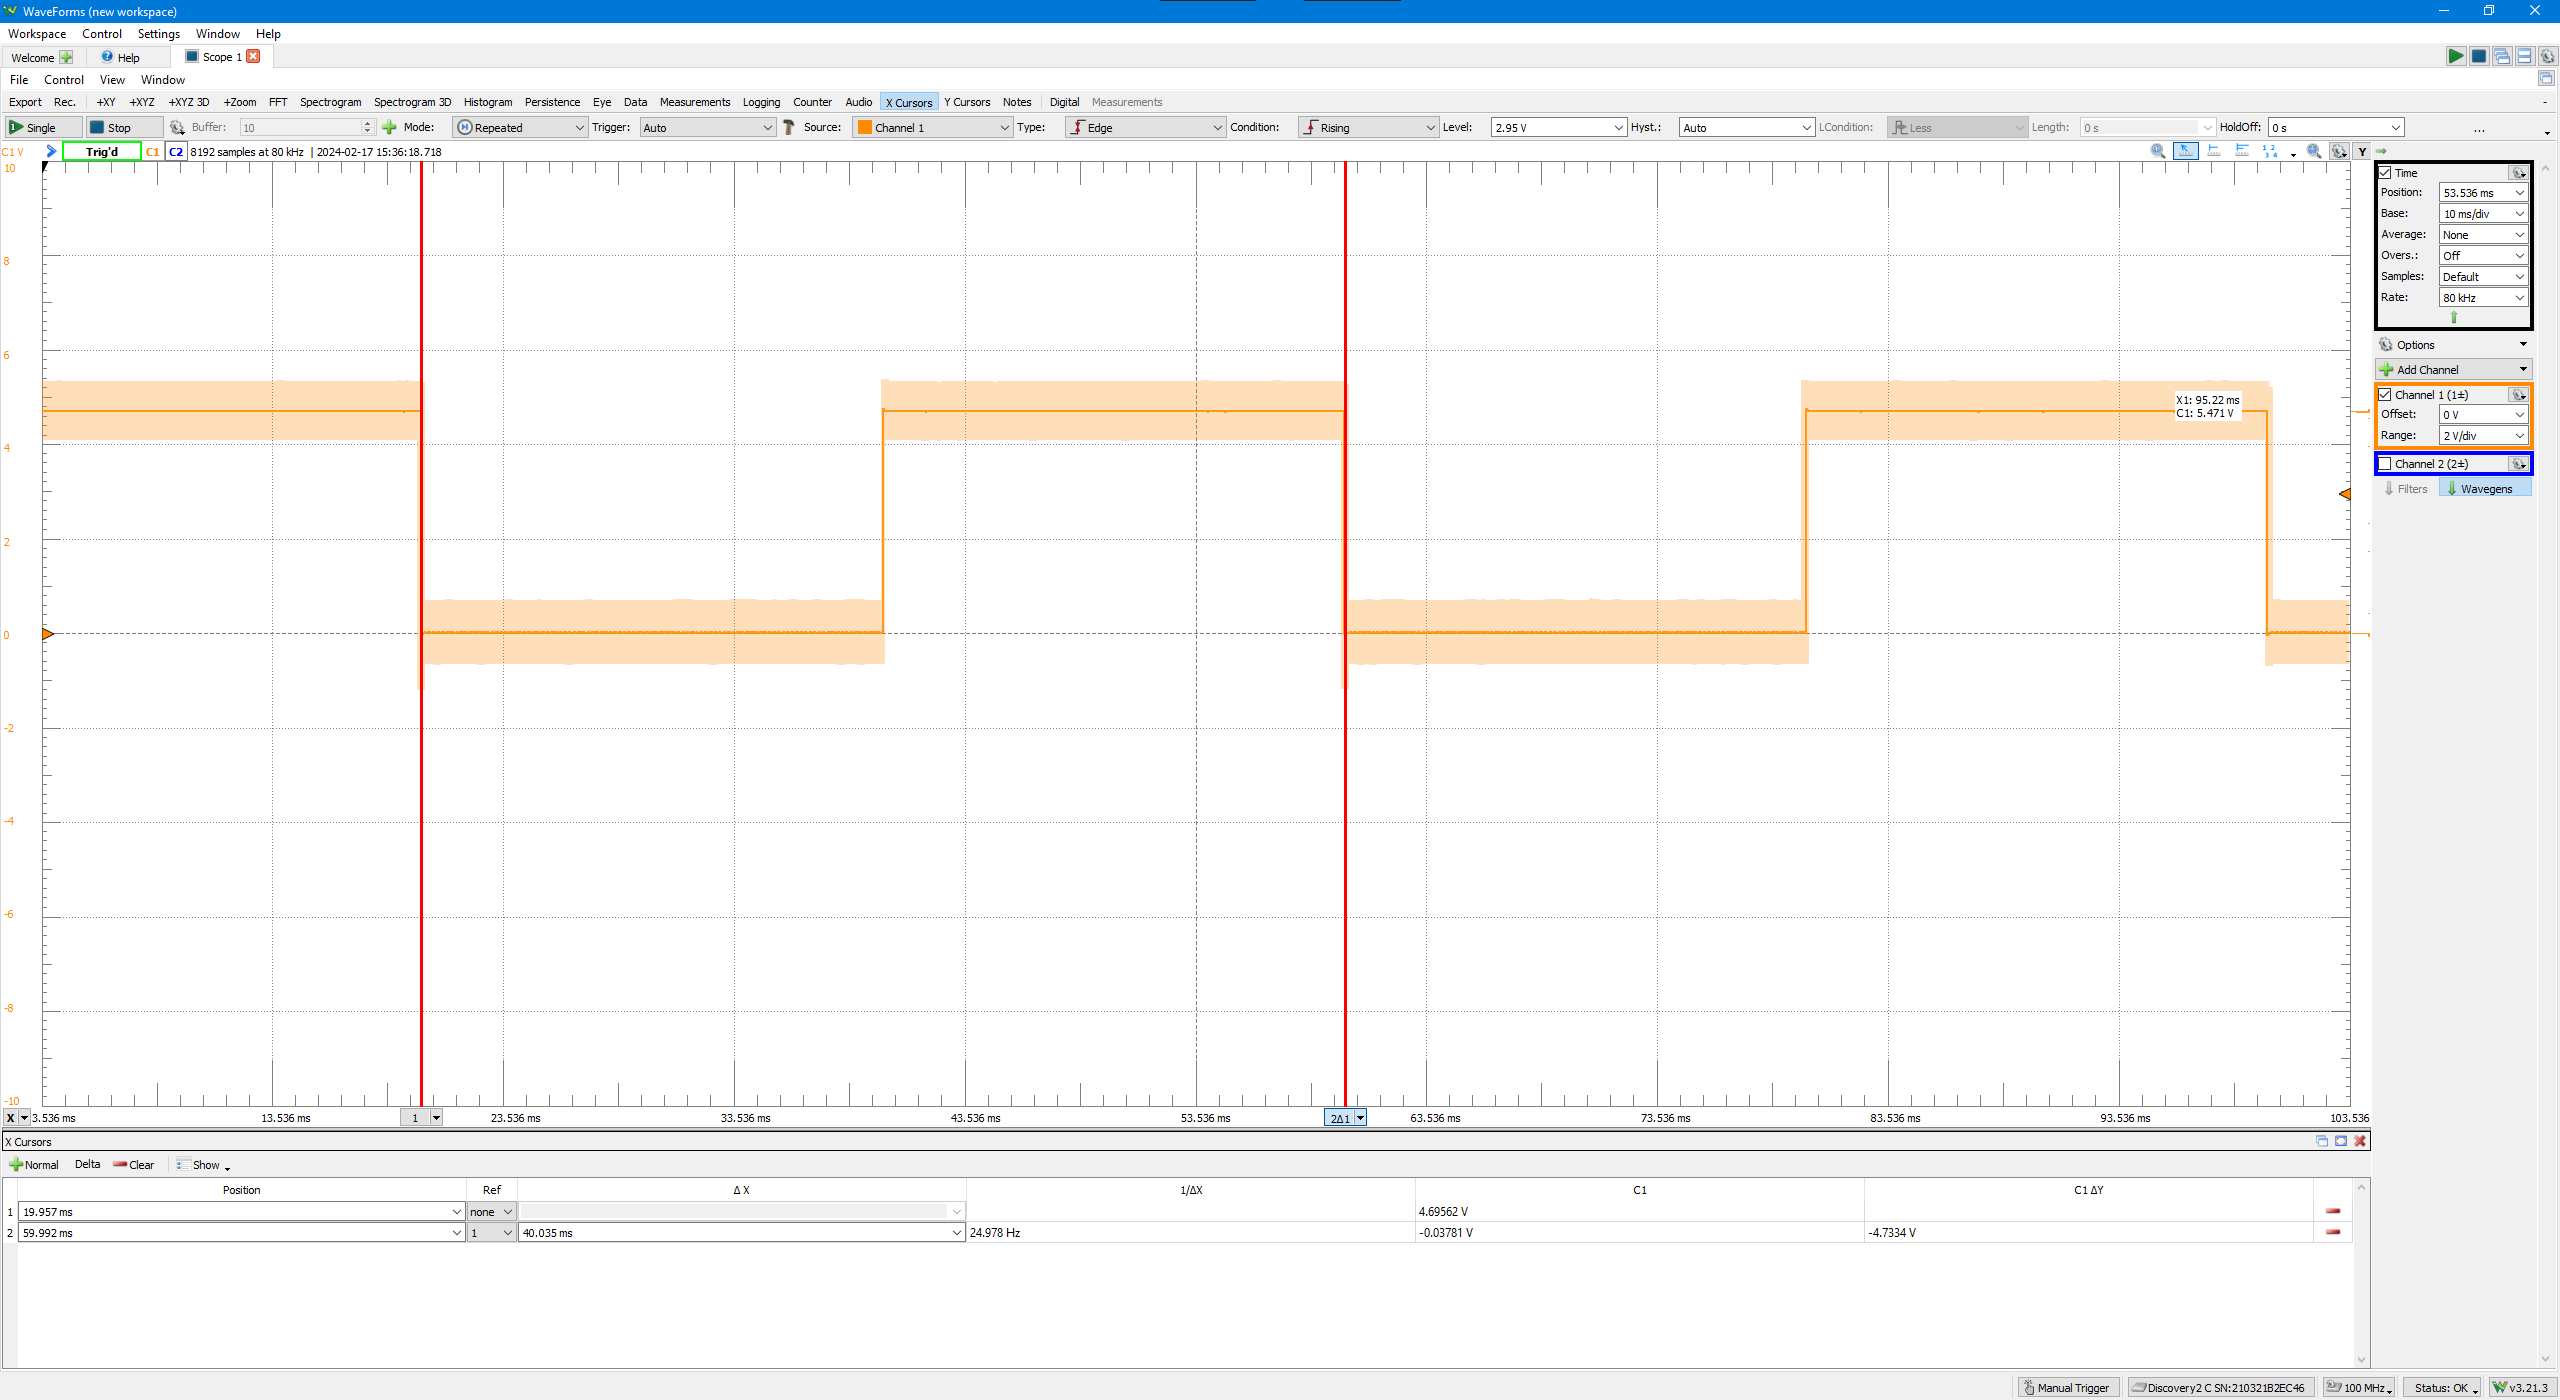 WaveForms (new workspace)
Workspace Control Settings Window Help
Welcome Help Scope 1
File Control View Window
Export Rec. +XY +XYZ +XYZ 3D +Zoom FFT Spectrogram Spectrogram 3D Histogram Persistence Eye Data Measurements Logging Counter Audio X Cursors Y Cursors Notes Digital Measurements
Single Stop Buffer: 10 Mode: Repeated Trigger: Auto Source: Channel 1 Type: Edge Condition: Rising Level: 2.95 V Hyst.: Auto LCondition: Less Length: 0 s HoldOff: 0 s ...
C1 V Trig'd C1 C2 8192 samples at 80 kHz | 2024-02-17 15:36:18.718 Y
10
8
6
4
2
0
-2
-4
-6
-8
-10
X1: 95.22 ms
C1: 5.471 V
X 3.536 ms 13.536 ms 1 23.536 ms 33.536 ms 43.536 ms 53.536 ms 2Δ1 63.536 ms 73.536 ms 83.536 ms 93.536 ms 103.536
Time
Position: 53.536 ms
Base: 10 ms/div
Average: None
Overs.: Off
Samples: Default
Rate: 80 kHz
Options
Add Channel
Channel 1 (1±)
Offset: 0 V
Range: 2 V/div
Channel 2 (2±)
Filters Wavegens
X Cursors
Normal Delta Clear Show
Position Ref Δ X 1/ΔX C1 C1 ΔY
1 19.957 ms none 4.69562 V
2 59.992 ms 1 40.035 ms 24.978 Hz -0.03781 V -4.7334 V
Manual Trigger Discovery2 C SN:210321B2EC46 100 MHz Status: OK v3.21.3